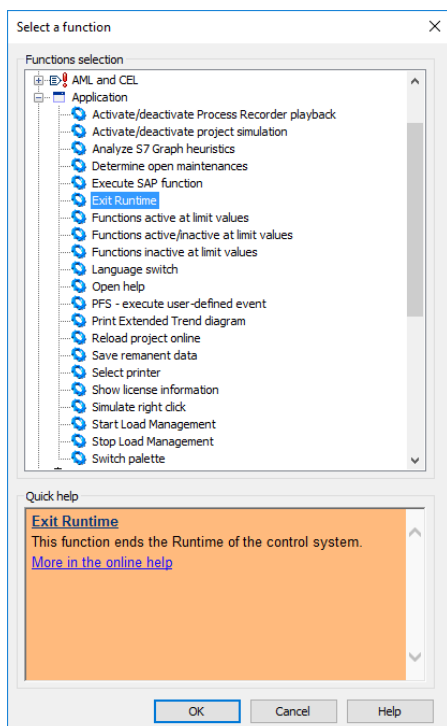 Select a function
Functions selection
AML and CEL
Application
Activate/deactivate Process Recorder playback
Activate/deactivate project simulation
Analyze S7 Graph heuristics
Determine open maintenances
Execute SAP function
Exit Runtime
Functions active at limit values
Functions active/inactive at limit values
Functions inactive at limit values
Language switch
Open help
PFS - execute user-defined event
Print Extended Trend diagram
Reload project online
Save remanent data
Select printer
Show license information
Simulate right click
Start Load Management
Stop Load Management
Switch palette
Quick help
Exit Runtime
This function ends the Runtime of the control system.
More in the online help
OK Cancel Help